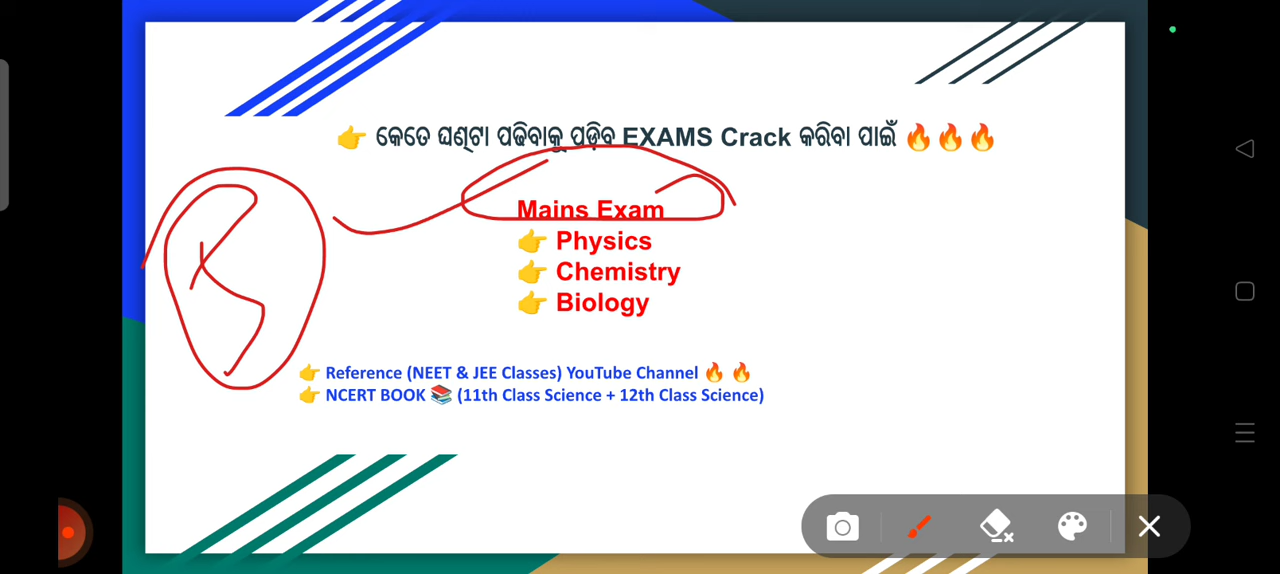 👉 କେତେ ଘଣ୍ଟା ପଢିବାକୁ ପଡ଼ିବ EXAMS Crack କରିବା ପାଇଁ 🔥🔥🔥
Mains Exam
👉 Physics
👉 Chemistry
👉 Biology
👉 Reference (NEET & JEE Classes) YouTube Channel 🔥 🔥
👉 NCERT BOOK 📚 (11th Class Science + 12th Class Science)